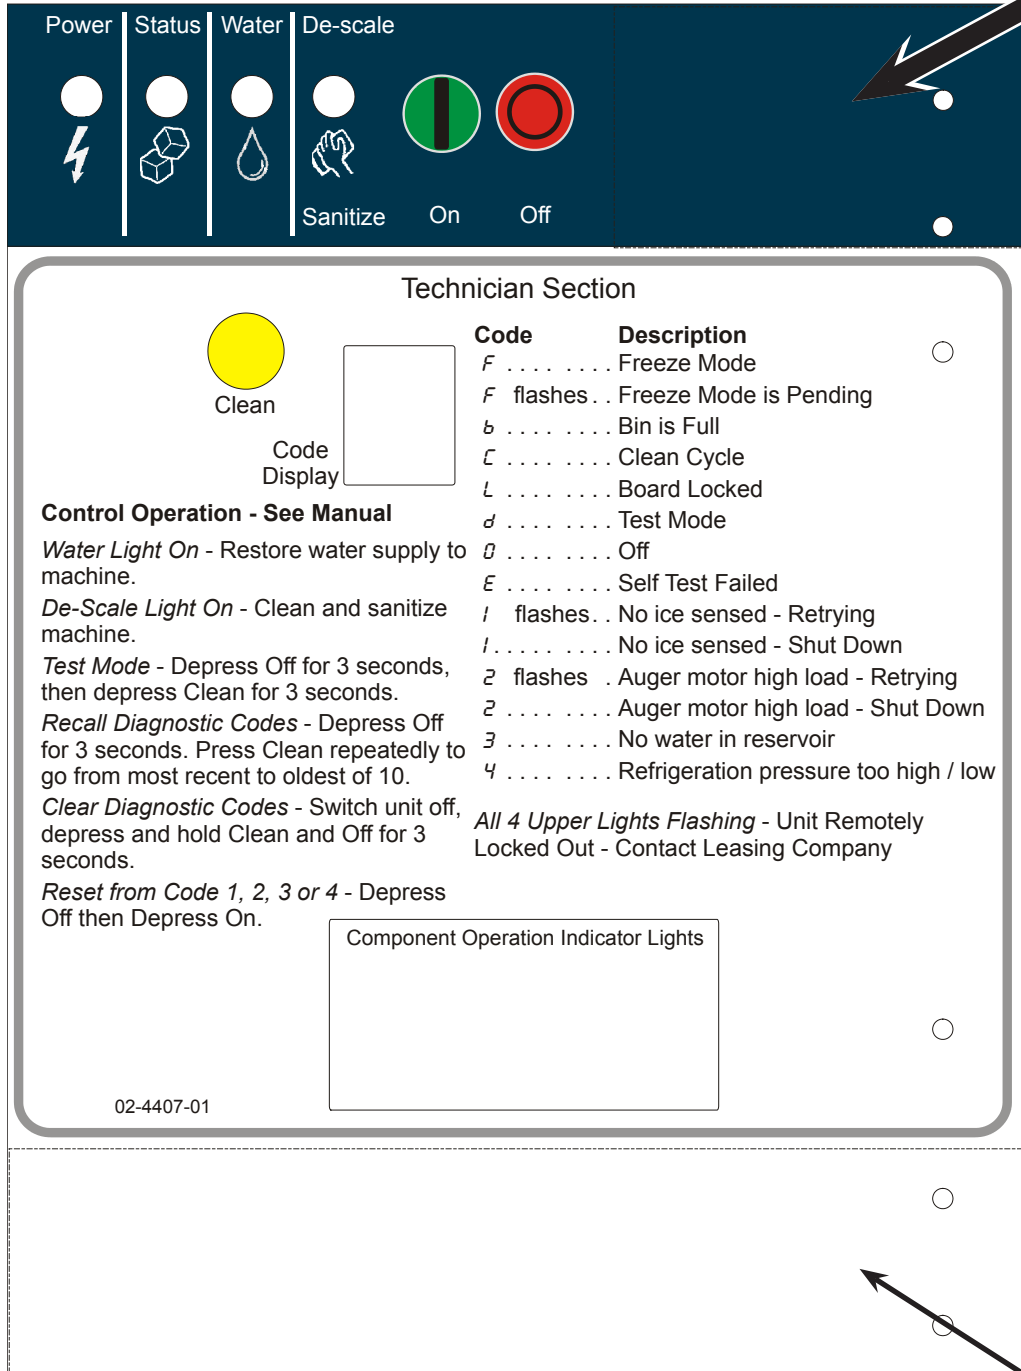 Power Status Water De-scale
Sanitize On Off
Technician Section
Clean
Code
Display
Control Operation - See Manual
Water Light On - Restore water supply to
machine.
De-Scale Light On - Clean and sanitize
machine.
Test Mode - Depress Off for 3 seconds,
then depress Clean for 3 seconds.
Recall Diagnostic Codes - Depress Off
for 3 seconds. Press Clean repeatedly to
go from most recent to oldest of 10.
Clear Diagnostic Codes - Switch unit off,
depress and hold Clean and Off for 3
seconds.
Reset from Code 1, 2, 3 or 4 - Depress
Off then Depress On.
Code Description
F . . . . . . . . . Freeze Mode
F flashes . . Freeze Mode is Pending
b . . . . . . . . . Bin is Full
C . . . . . . . . . Clean Cycle
L . . . . . . . . . Board Locked
d . . . . . . . . . Test Mode
0 . . . . . . . . . Off
E . . . . . . . . . Self Test Failed
1 flashes . . No ice sensed - Retrying
1 . . . . . . . . . . No ice sensed - Shut Down
2 flashes . Auger motor high load - Retrying
2 . . . . . . . . . Auger motor high load - Shut Down
3 . . . . . . . . . No water in reservoir
4 . . . . . . . . . Refrigeration pressure too high / low
All 4 Upper Lights Flashing - Unit Remotely
Locked Out - Contact Leasing Company
Component Operation Indicator Lights
02-4407-01